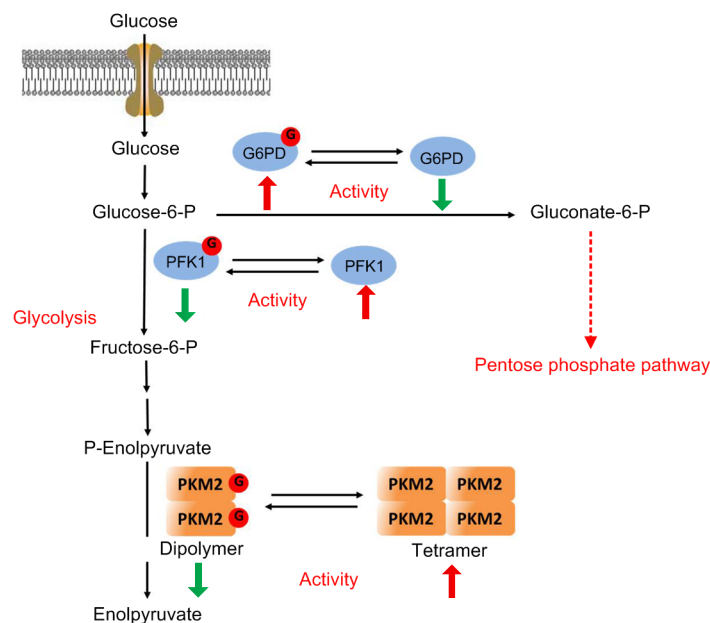 Glucose
Glucose
G6PD
G
G6PD
Activity
Glucose-6-P
Gluconate-6-P
PFK1
G
PFK1
Activity
Glycolysis
Fructose-6-P
Pentose phosphate pathway
P-Enolpyruvate
PKM2
G
PKM2
G
PKM2
PKM2
PKM2
PKM2
Dipolymer
Tetramer
Activity
Enolpyruvate